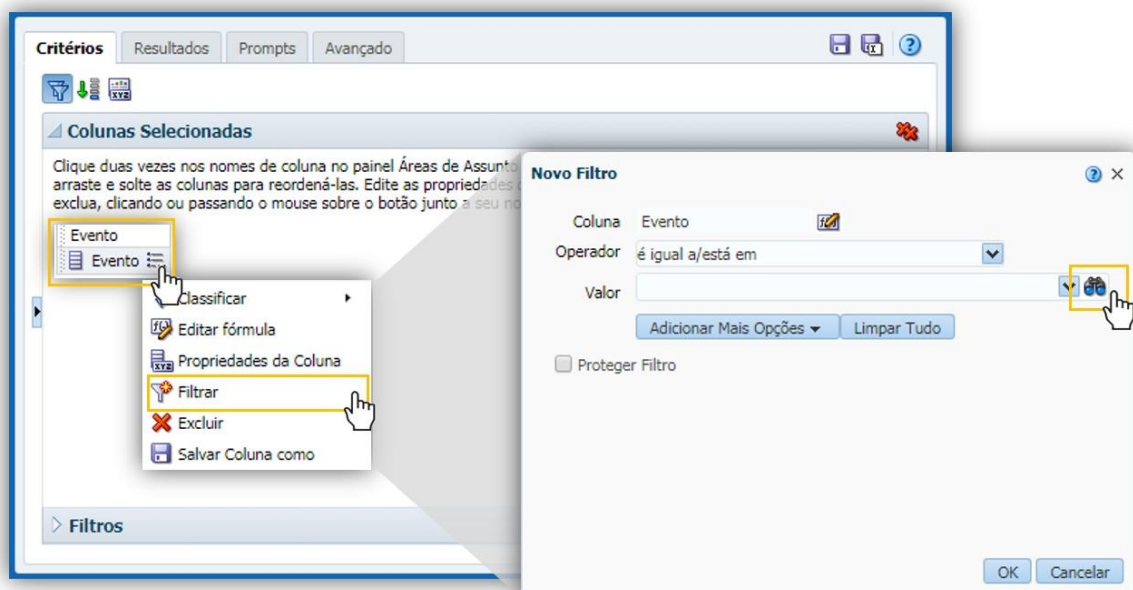 Critérios
Resultados
Prompts
Avançado
Colunas Selecionadas
Clique duas vezes nos nomes de coluna no painel Áreas de Assunto
arraste e solte as colunas para reordená-las. Edite as propriedades
exclua, clicando ou passando o mouse sobre o botão junto a seu
Evento
Evento
Classificar
Editar fórmula
Propriedades da Coluna
Filtrar
Excluir
Salvar Coluna como
Filtros
Novo Filtro
Coluna Evento
Operador é igual a/está em
Valor
Adicionar Mais Opções
Limpar Tudo
Proteger Filtro
OK
Cancelar